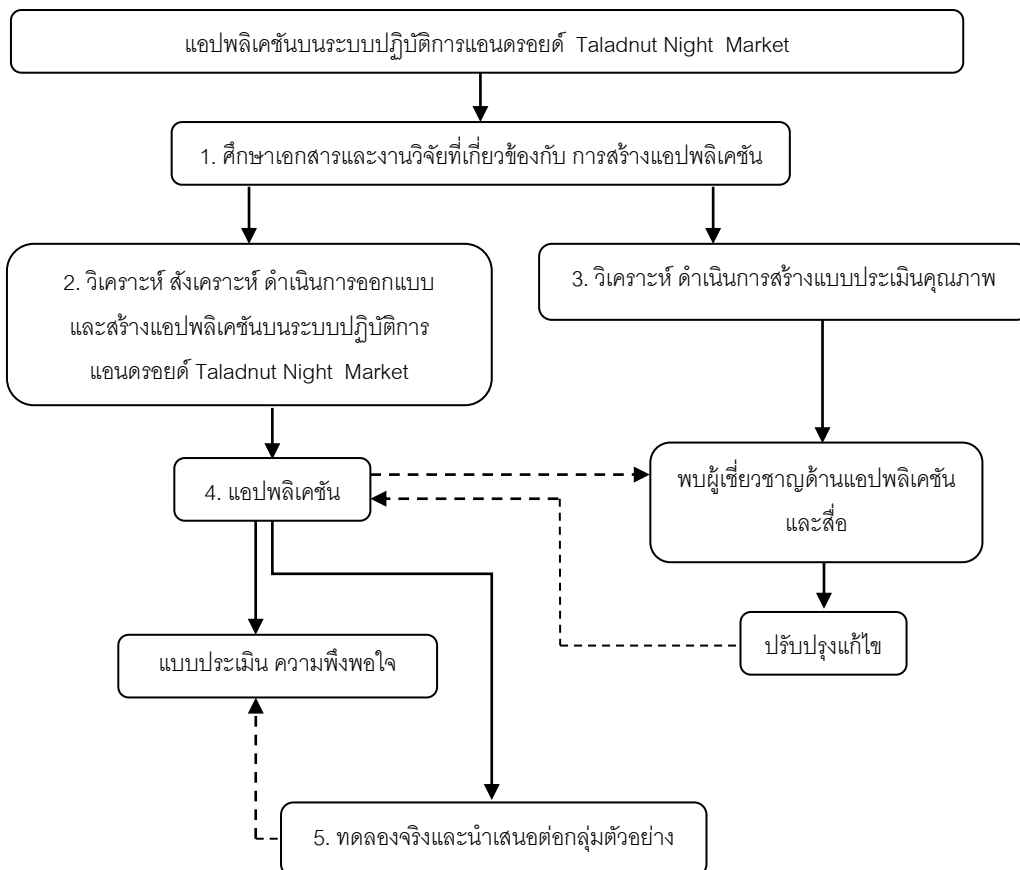 แอปพลิเคชันบนระบบปฏิบัติการแอนดรอยด์ Taladnut Night Market
1. ศึกษาเอกสารและงานวิจัยที่เกี่ยวข้องกับ การสร้างแอปพลิเคชัน
2. วิเคราะห์ สังเคราะห์ ดำเนินการออกแบบ
และสร้างแอปพลิเคชันบนระบบปฏิบัติการ
แอนดรอยด์ Taladnut Night Market
3. วิเคราะห์ ดำเนินการสร้างแบบประเมินคุณภาพ
4. แอปพลิเคชัน
พบผู้เชี่ยวชาญด้านแอปพลิเคชัน
และสื่อ
ปรับปรุงแก้ไข
แบบประเมิน ความพึงพอใจ
5. ทดลองจริงและนำเสนอต่อกลุ่มตัวอย่าง